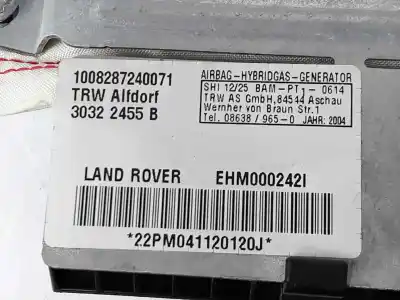 1008287240071
TRW Alfdorf
3032 2455 B
AIRBAG-HYBRIDGAS-GENERATOR
SHI 12/25 BAM-PT1-0614
TRW AS GmbH,84544 Aschau
Wernher von Braun Str.1
Tel. 08638/965-0 JAHR: 2004
LAND ROVER EHM000242I
*22PM041120120J*